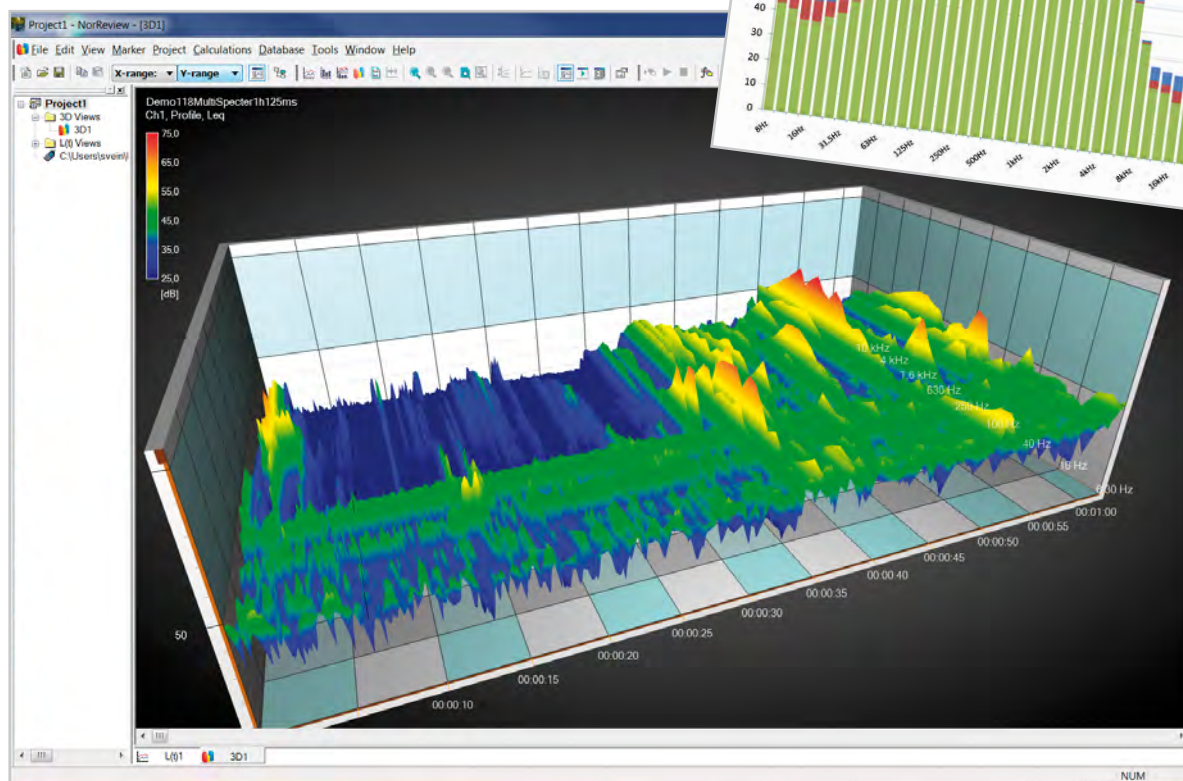 Project1 - NorReview - [3D1]
File Edit View Marker Project Calculations Database Tools Window Help
X-range: Y-range
Project1
3D Views
3D1
L(t) Views
C:\Users\svein\
Demo118MultiSpecter1h125ms
Ch1, Profile, Leq
75,0
65,0
55,0
45,0
35,0
25,0
[dB]
50
10 kHz
4 kHz
1,6 kHz
630 Hz
250 Hz
100 Hz
40 Hz
16 Hz
6,30 Hz
00:00:10
00:00:15
00:00:20
00:00:25
00:00:30
00:00:35
00:00:40
00:00:45
00:00:50
00:00:55
00:01:00
L(t)1 3D1
NUM
40
30
20
10
0
8Hz 16Hz 31,5Hz 63Hz 125Hz 250Hz 500Hz 1kHz 2kHz 4kHz 8kHz 16kHz